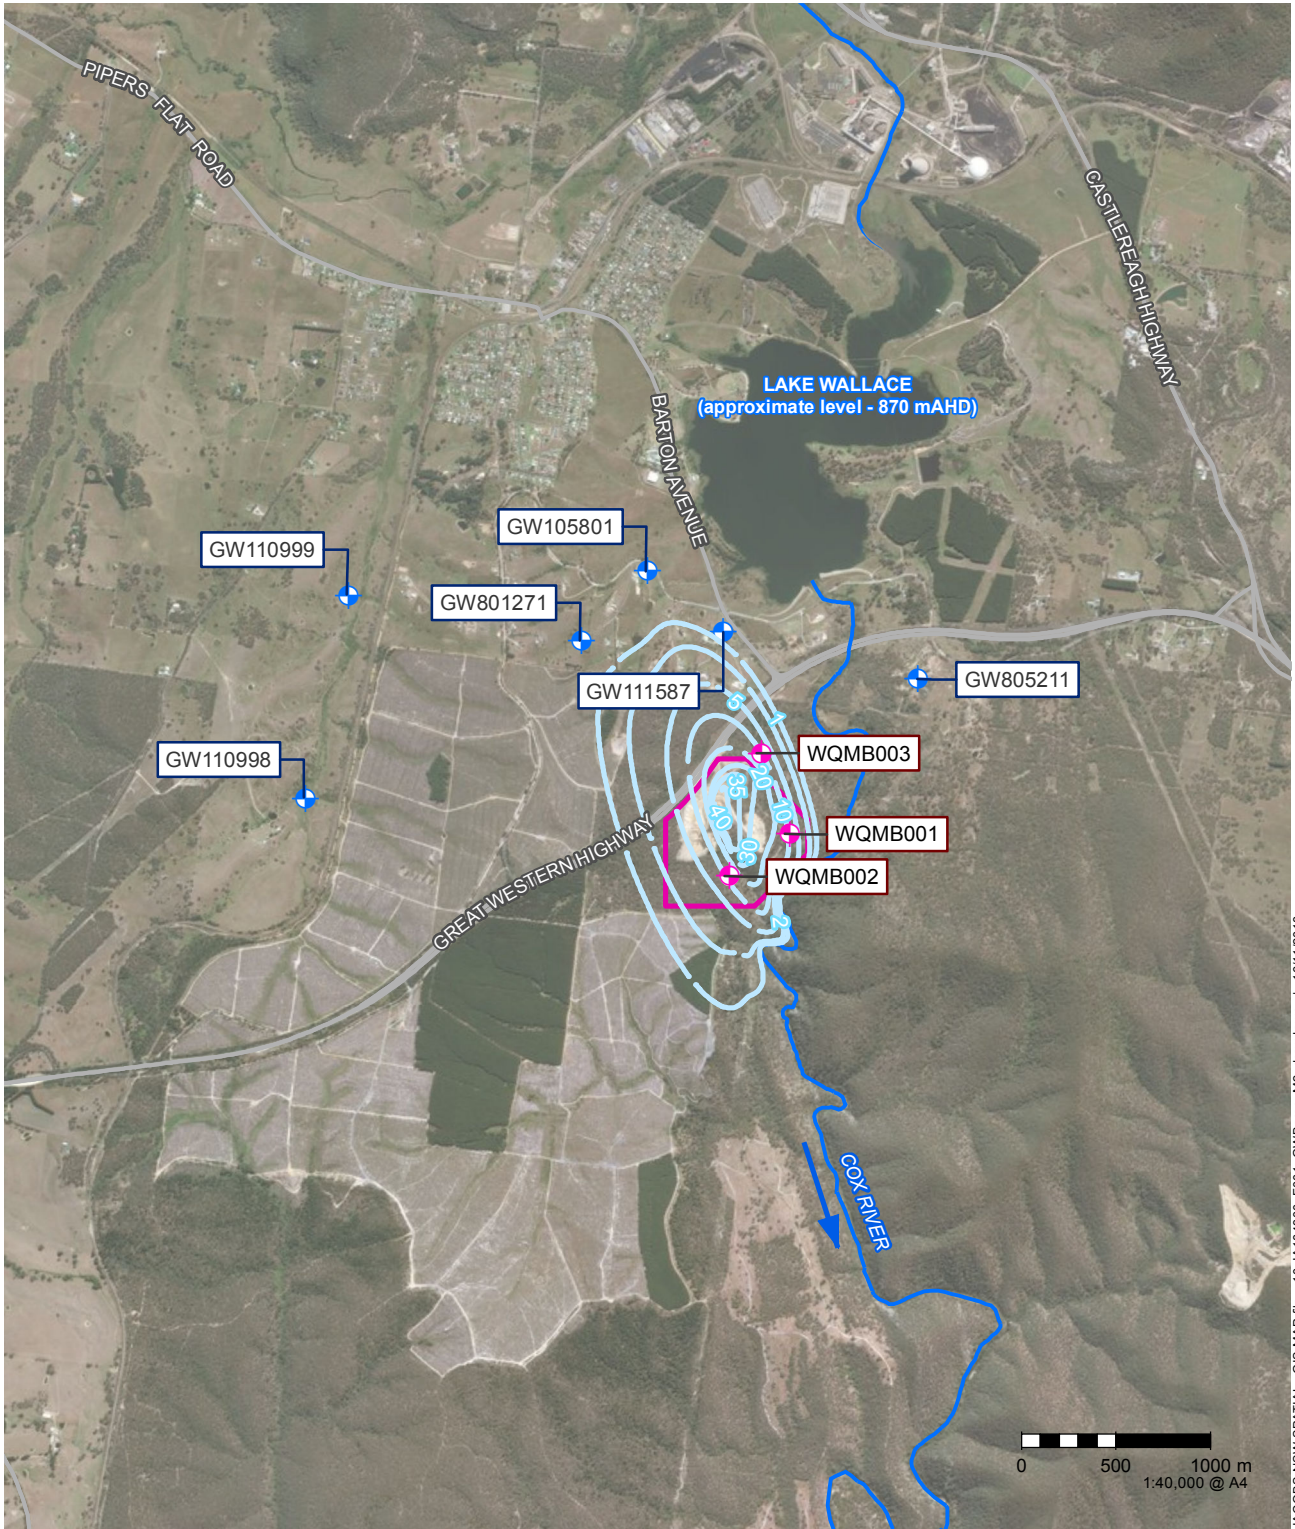 PIPERS FLAT ROAD
CASTLEREAGH HIGHWAY
LAKE WALLACE
(approximate level - 870 mAHD)
BARTON AVENUE
GW105801
GW110999
GW801271
GW111587
GW805211
5
1
WQMB003
GW110998
20
35
10
40
WQMB001
30
WQMB002
GREAT WESTERN HIGHWAY
2
COX RIVER
0
500
1000 m
1:40,000 @ A4